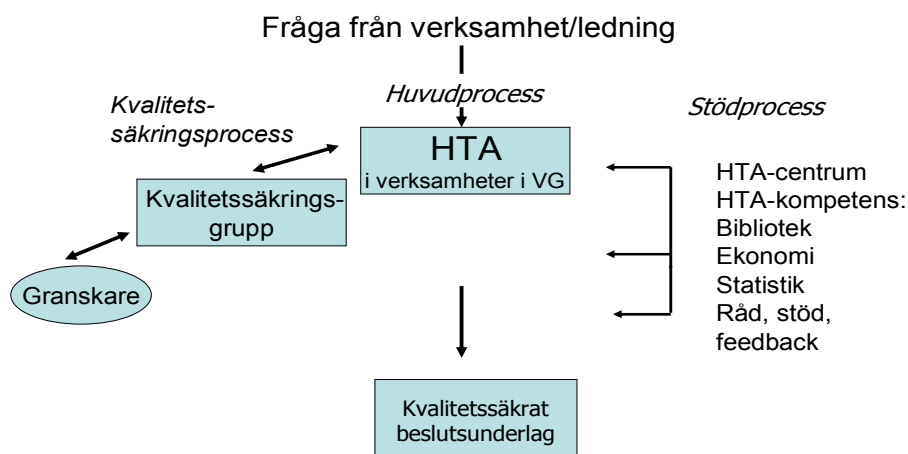 Fråga från verksamhet/ledning
Huvudprocess
Kvalitets-
säkringsprocess
Stödprocess
HTA
i verksamheter i VG
Kvalitetssäkrings-
grupp
Granskare
HTA-centrum
HTA-kompetens:
Bibliotek
Ekonomi
Statistik
Råd, stöd,
feedback
Kvalitetssäkrat
beslutsunderlag